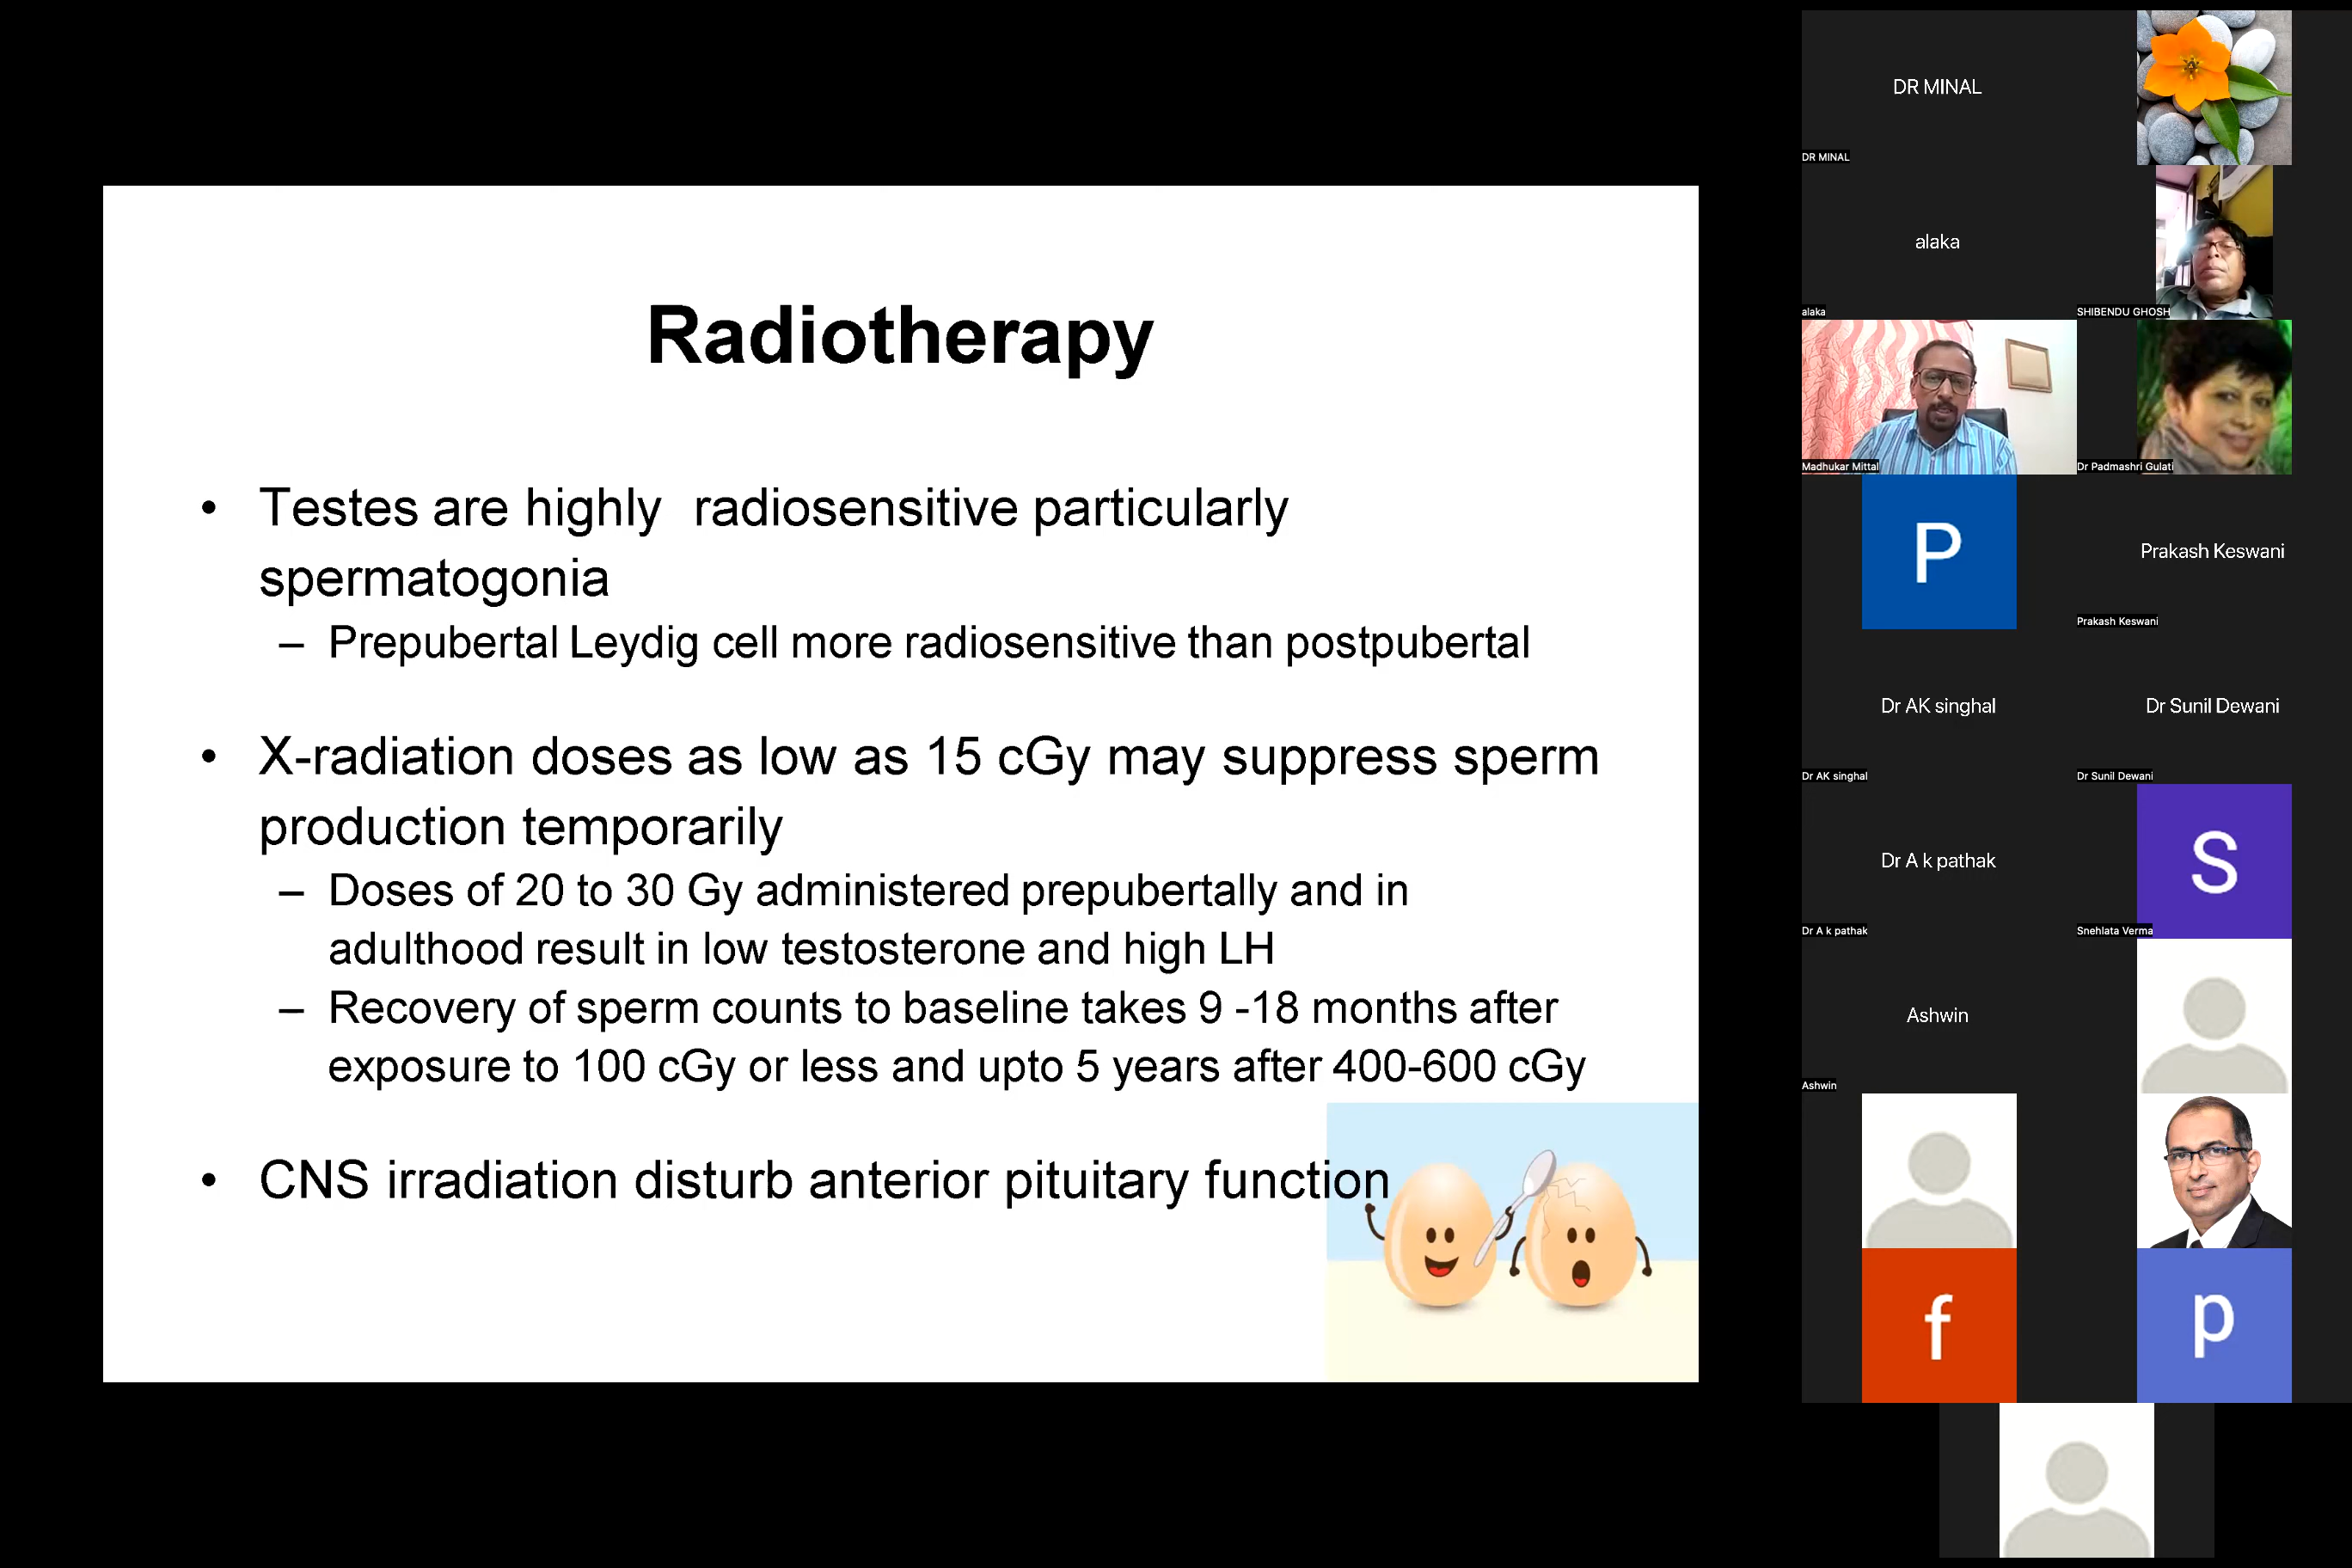 Radiotherapy
• Testes are highly radiosensitive particularly
spermatogonia
– Prepubertal Leydig cell more radiosensitive than postpubertal
• X-radiation doses as low as 15 cGy may suppress sperm
production temporarily
– Doses of 20 to 30 Gy administered prepubertally and in
adulthood result in low testosterone and high LH
– Recovery of sperm counts to baseline takes 9 -18 months after
exposure to 100 cGy or less and upto 5 years after 400-600 cGy
• CNS irradiation disturb anterior pituitary function
DR MINAL
DR MINAL
alaka
alaka
SHIBENDU GHOSH
Madhukar Mittal
Dr Padmashri Gulati
P
Prakash Keswani
Prakash Keswani
Dr AK singhal
Dr AK singhal
Dr Sunil Dewani
Dr Sunil Dewani
Dr A k pathak
Dr A k pathak
S
Snehlata Verma
Ashwin
Ashwin
f
p